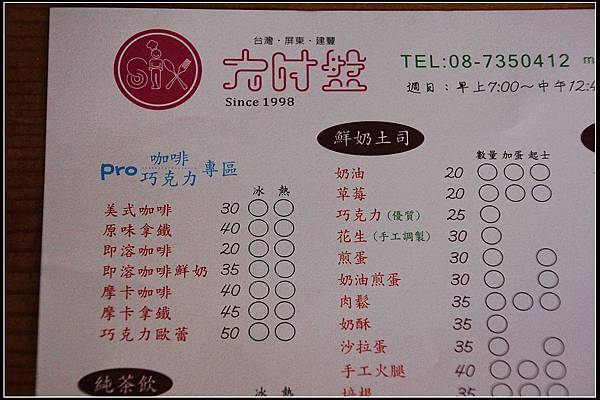 SiX
台灣·屏東·建豐
六吋盤
Since 1998
TEL:08-7350412
週日：早上7:00～中午12:
pro 咖啡
巧克力 專區
冰 熱
美式咖啡 30
原味拿鐵 40
即溶咖啡 20
即溶咖啡鮮奶 35
摩卡咖啡 40
摩卡拿鐵 45
巧克力歐蕾 50
純茶飲
冰 熱
鮮奶土司
數量 加蛋 起士
奶油 20
草莓 20
巧克力(優質) 25
花生(手工調製) 30
煎蛋 30
奶油煎蛋 30
肉鬆 35
奶酥 35
沙拉蛋 35
手工火腿 40
培根 35